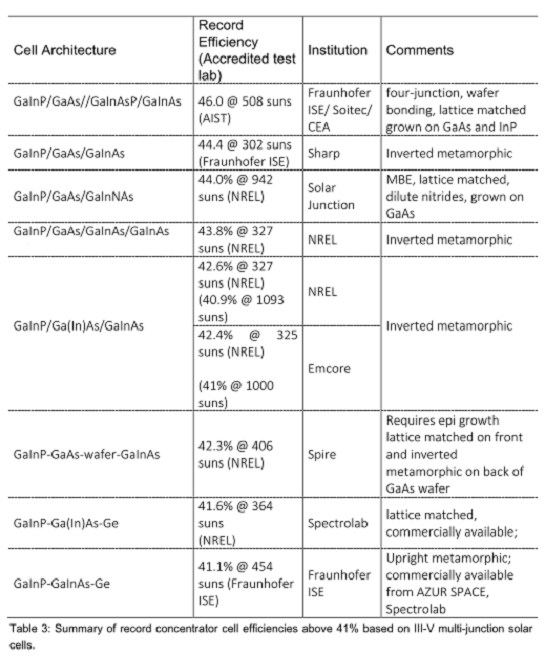 Cell Architecture
Record
Efficiency
(Accredited test
lab)
Institution
Comments
GaInP/GaAs//GaInAsP/GaInAs
46.0 @ 508 suns
(AIST)
Fraunhofer
ISE/ Soitec/
CEA
four-junction, wafer
bonding, lattice matched
grown on GaAs and InP
GaInP/GaAs/GaInAs
44.4 @ 302 suns
(Fraunhofer ISE)
Sharp
Inverted metamorphic
GaInP/GaAs/GaInNAs
44.0% @ 942
suns (NREL)
Solar
Junction
MBE, lattice matched,
dilute nitrides, grown on
GaAs
GaInP/GaAs/GaInAs/GaInAs
43.8% @ 327
suns (NREL)
NREL
Inverted metamorphic
GaInP/Ga(In)As/GaInAs
42.6% @ 327
suns (NREL)
(40.9% @ 1093
suns)
NREL
42.4% @ 325
suns (NREL)
(41% @ 1000
suns)
Emcore
Inverted metamorphic
GaInP-GaAs-wafer-GaInAs
42.3% @ 406
suns (NREL)
Spire
Requires epi growth
lattice matched on front
and inverted
metamorphic on back of
GaAs wafer
GaInP-Ga(In)As-Ge
41.6% @ 364
suns
(NREL)
Spectrolab
lattice matched,
commercially available;
GaInP-GaInAs-Ge
41.1% @ 454
suns (Fraunhofer
ISE)
Fraunhofer
ISE
Upright metamorphic;
commercially available
from AZUR SPACE,
Spectrolab
Table 3: Summary of record concentrator cell efficiencies above 41% based on III-V multi-junction solar
cells.